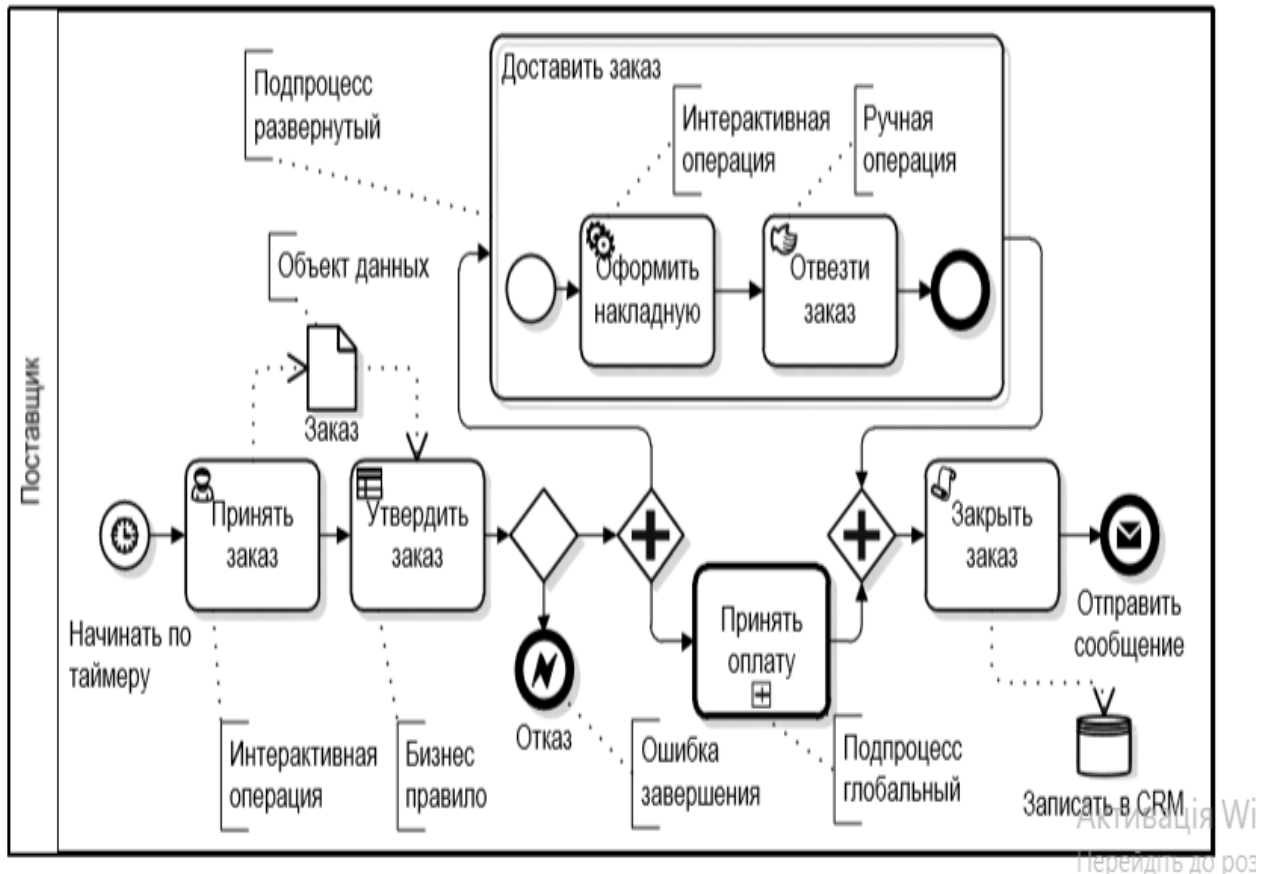 Поставщик
Доставить заказ
Подпроцесс
развернутый
Интерактивная
операция
Ручная
операция
Оформить
накладную
Отвезти
заказ
Объект данных
Заказ
Принять
заказ
Утвердить
заказ
Закрыть
заказ
Начинать по
таймеру
Принять
оплату
Отправить
сообщение
Отказ
Интерактивная
операция
Бизнес
правило
Ошибка
завершения
Подпроцесс
глобальный
Записать в CRM
Активація Wi
Перейдіть до роз